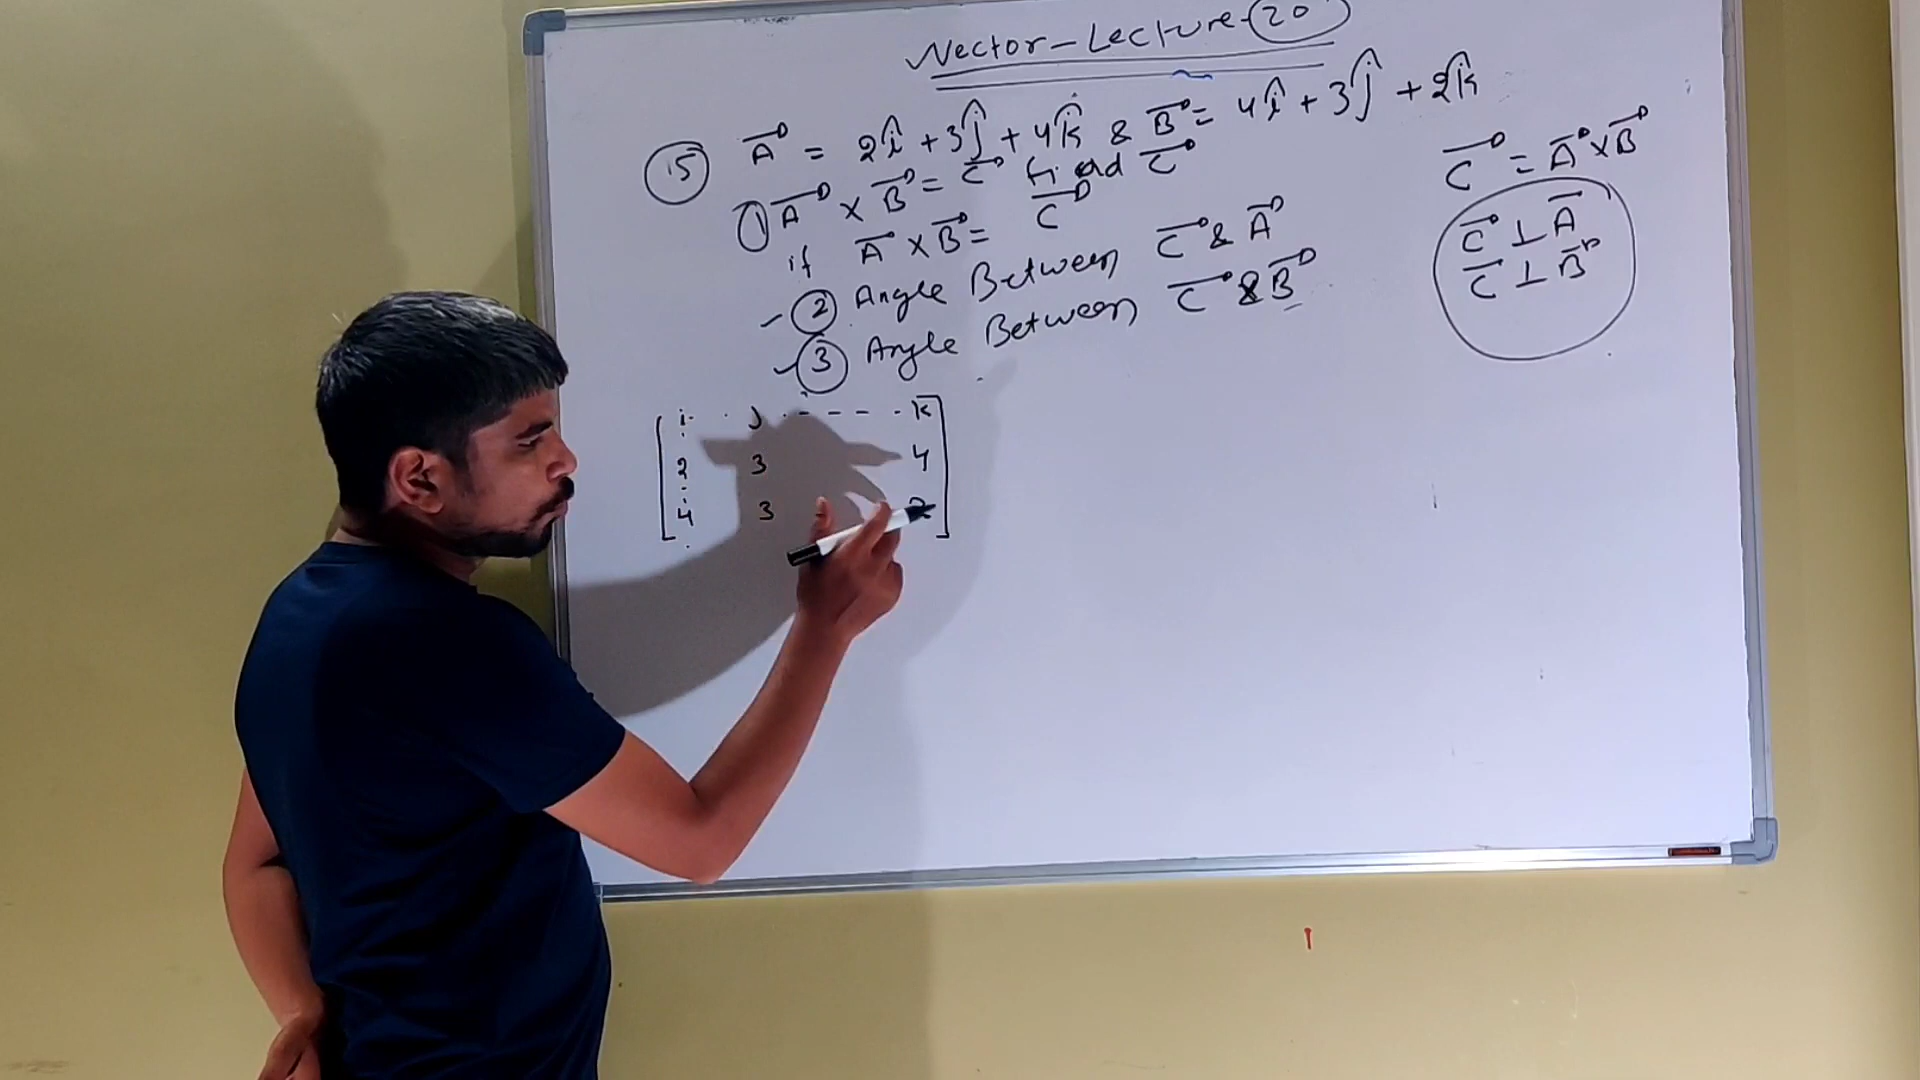 Vector - Lecture - 20
15 A⃗ = 2î + 3ĵ + 4k̂ & B⃗ = 4î + 3ĵ + 2k̂
① A⃗ × B⃗ = C⃗ find C⃗
if A⃗ × B⃗ = C⃗
- ② Angle Between C⃗ & A⃗
- ③ Angle Between C⃗ & B⃗
C⃗ = A⃗ × B⃗
C⃗ ⊥ A⃗
C⃗ ⊥ B⃗
i j k
2 3 4
4 3 2